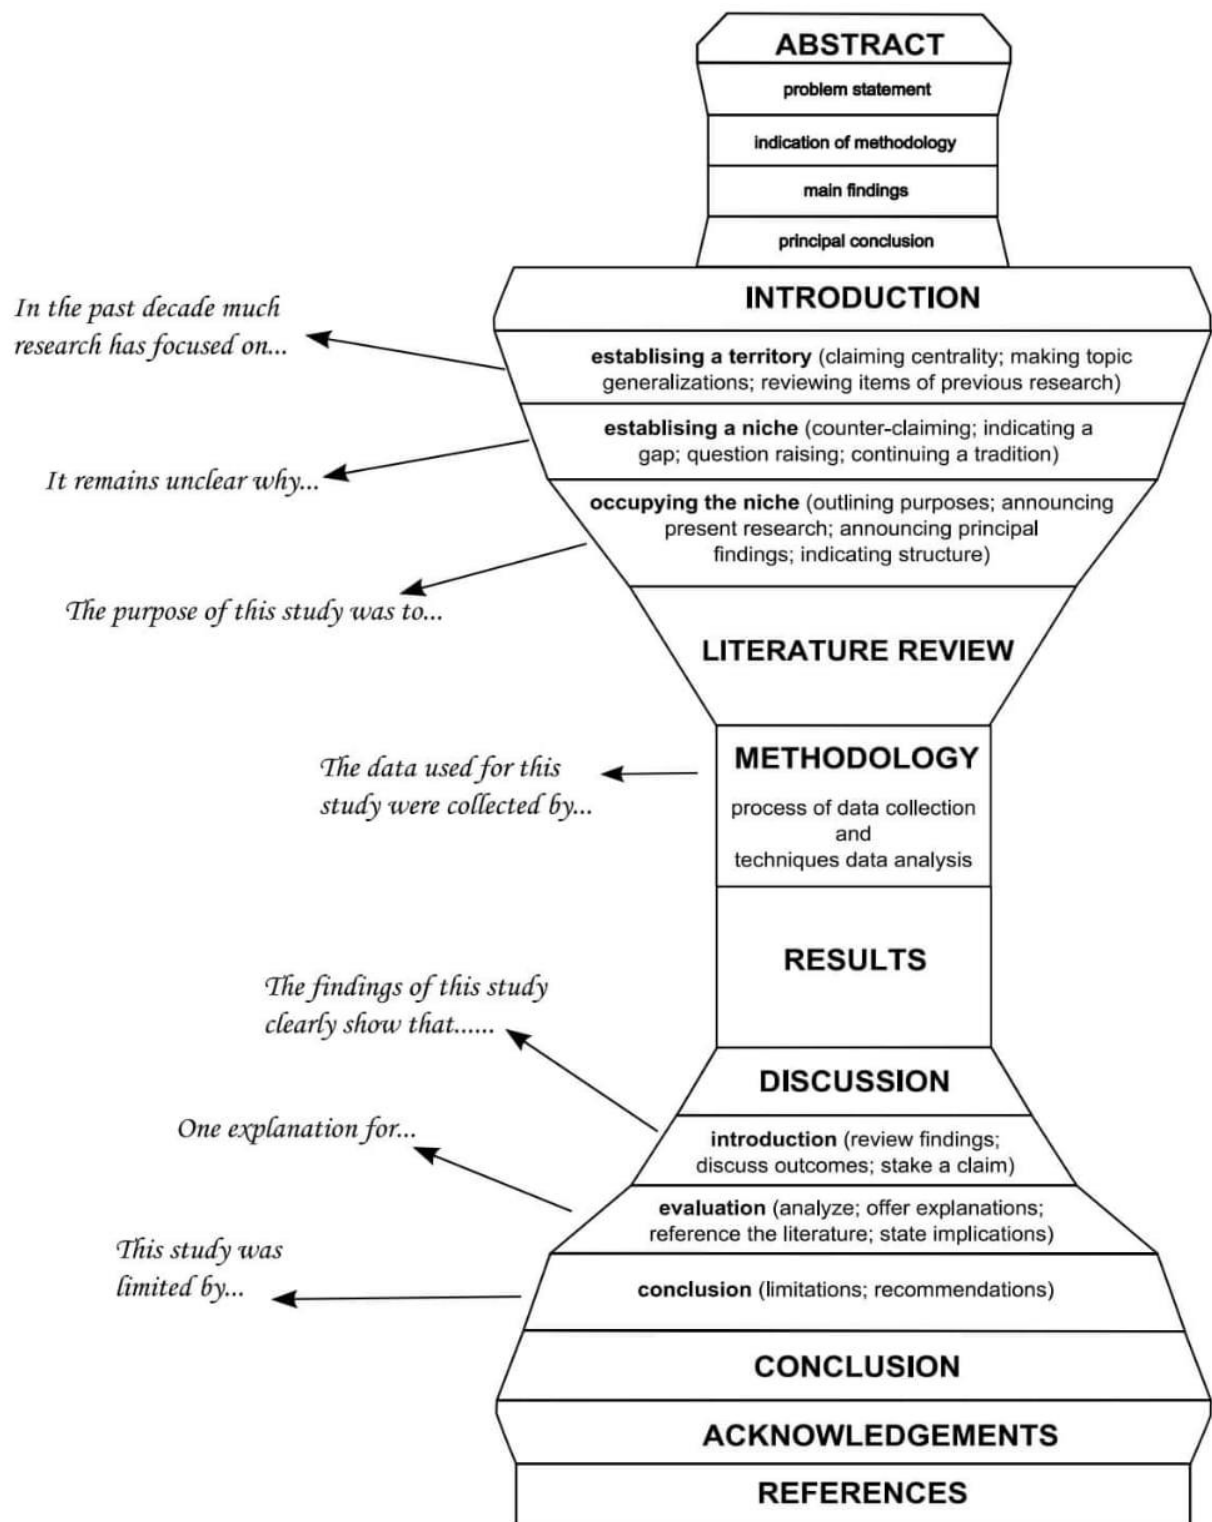 ABSTRACT
problem statement
indication of methodology
main findings
principal conclusion
INTRODUCTION
In the past decade much
research has focused on...
establising a territory (claiming centrality; making topic
generalizations; reviewing items of previous research)
establising a niche (counter-claiming; indicating a
gap; question raising; continuing a tradition)
It remains unclear why...
occupying the niche (outlining purposes; announcing
present research; announcing principal
findings; indicating structure)
The purpose of this study was to...
LITERATURE REVIEW
METHODOLOGY
The data used for this
study were collected by...
process of data collection
and
techniques data analysis
RESULTS
The findings of this study
clearly show that......
DISCUSSION
introduction (review findings;
discuss outcomes; stake a claim)
One explanation for...
evaluation (analyze; offer explanations;
reference the literature; state implications)
This study was
limited by...
conclusion (limitations; recommendations)
CONCLUSION
ACKNOWLEDGEMENTS
REFERENCES